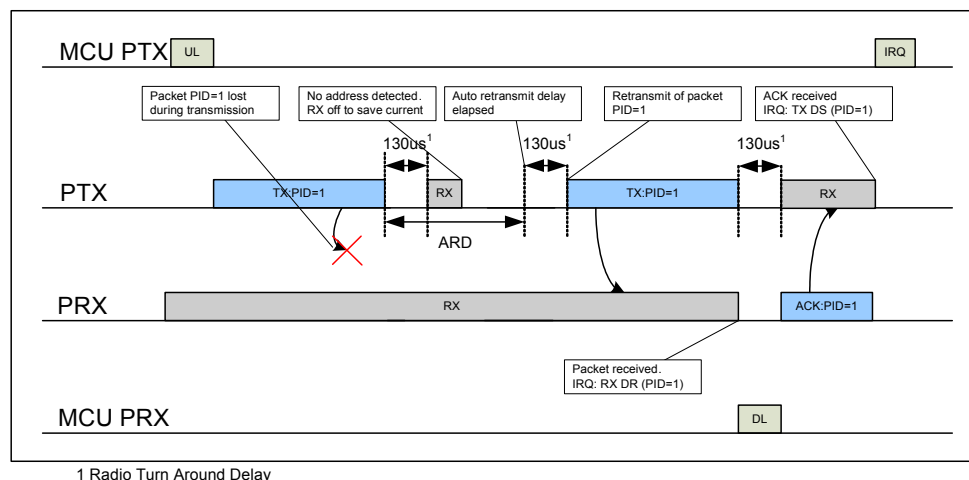 MCU PTX
UL
IRQ
Packet PID=1 lost
during transmission
No address detected.
RX off to save current
Auto retransmit delay
elapsed
Retransmit of packet
PID=1
ACK received
IRQ: TX DS (PID=1)
130us1
130us1
130us1
PTX
TX:PID=1
RX
TX:PID=1
RX
ARD
PRX
RX
ACK:PID=1
Packet received.
IRQ: RX DR (PID=1)
MCU PRX
DL
1 Radio Turn Around Delay